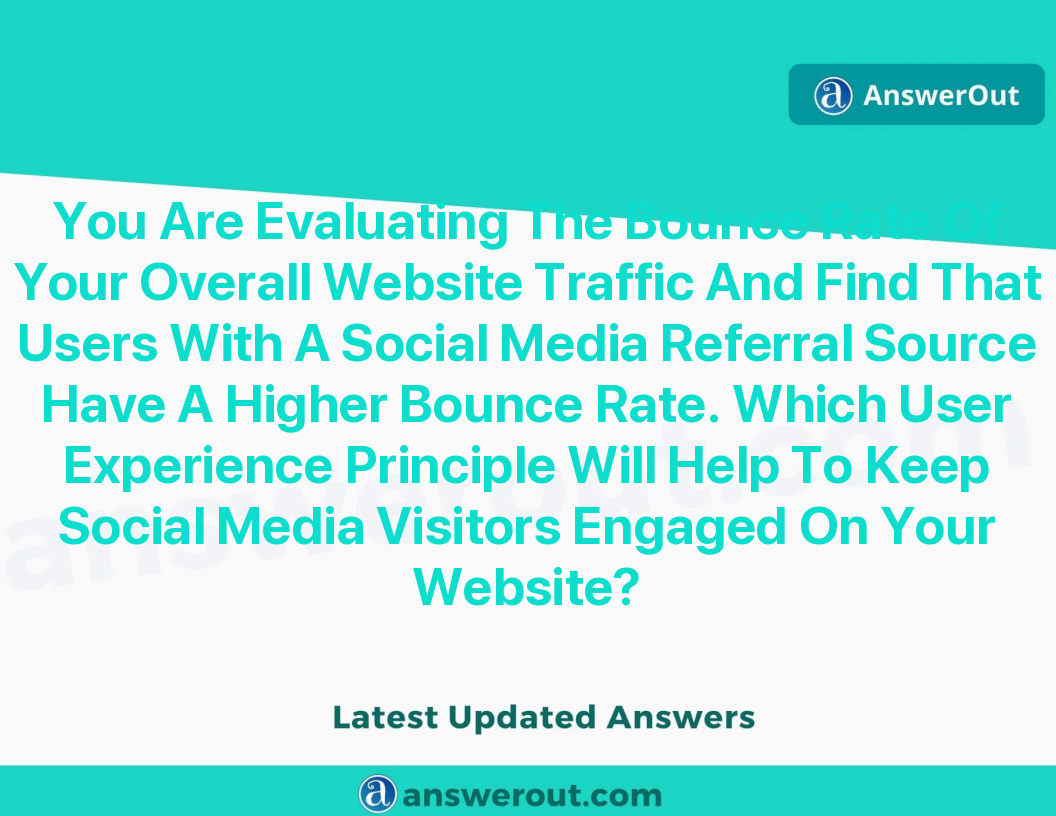 AnswerOut
You Are Evaluating The Bounce Rate Of
Your Overall Website Traffic And Find That
Users With A Social Media Referral Source
Have A Higher Bounce Rate. Which User
Experience Principle Will Help To Keep
Social Media Visitors Engaged On Your
Website?
answerout.com
Latest Updated Answers
answerout.com